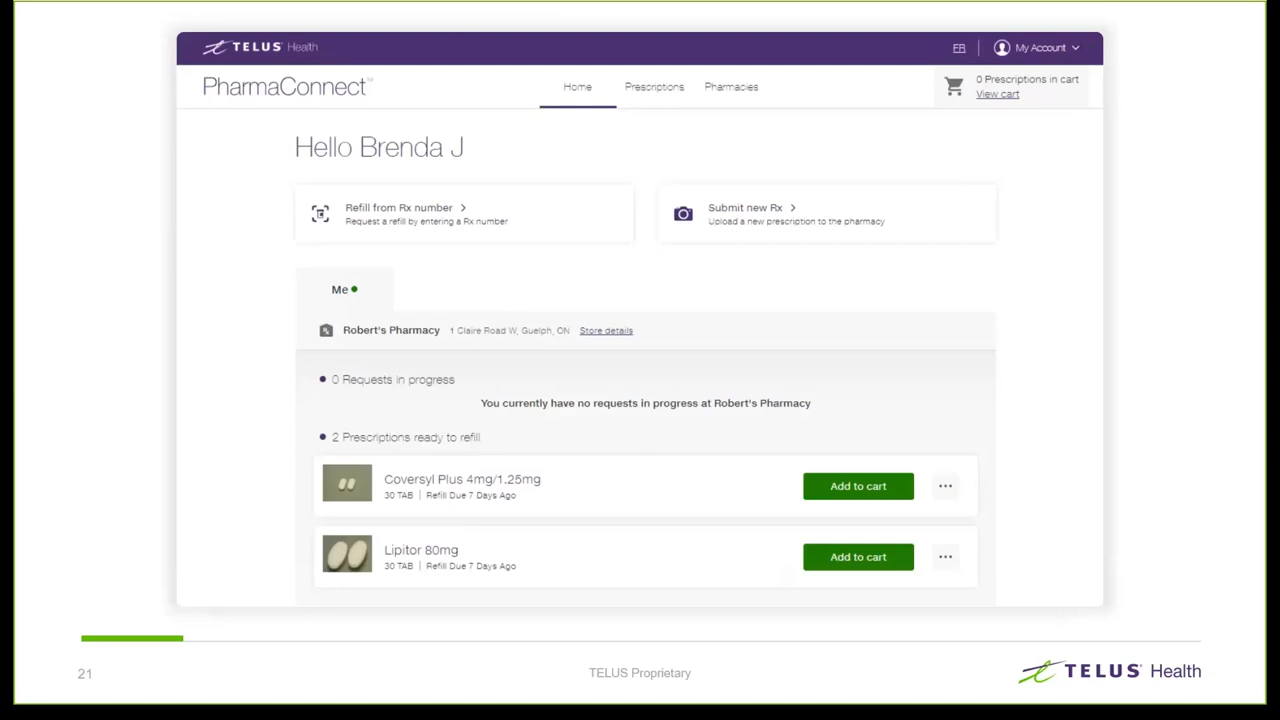 TELUS® Health
FR
My Account
PharmaConnect™
Home
Prescriptions
Pharmacies
0 Prescriptions in cart
View cart
Hello Brenda J
Refill from Rx number
Request a refill by entering a Rx number
Submit new Rx
Upload a new prescription to the pharmacy
Me
Robert's Pharmacy 1 Claire Road W, Guelph, ON Store details
0 Requests in progress
You currently have no requests in progress at Robert's Pharmacy
2 Prescriptions ready to refill
Coversyl Plus 4mg/1.25mg
30 TAB | Refill Due 7 Days Ago
Add to cart
Lipitor 80mg
30 TAB | Refill Due 7 Days Ago
Add to cart
21
TELUS Proprietary
TELUS® Health